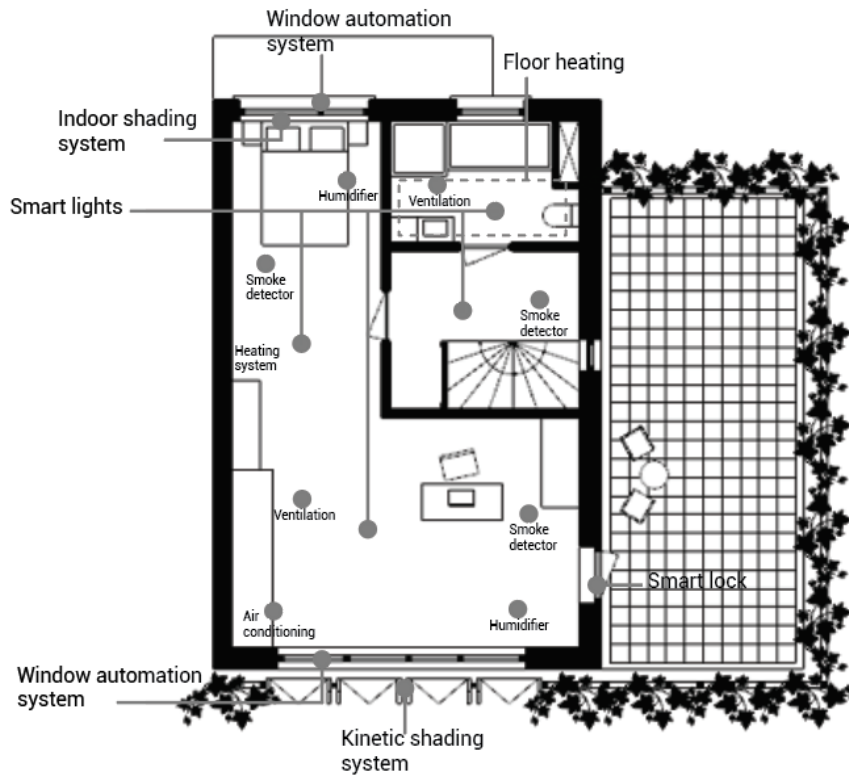 Window automation
system
Floor heating
Indoor shading
system
Humidifier
Ventilation
Smart lights
Smoke
detector
Smoke
detector
Heating
system
Ventilation
Smoke
detector
Smart lock
Air
conditioning
Humidifier
Window automation
system
Kinetic shading
system